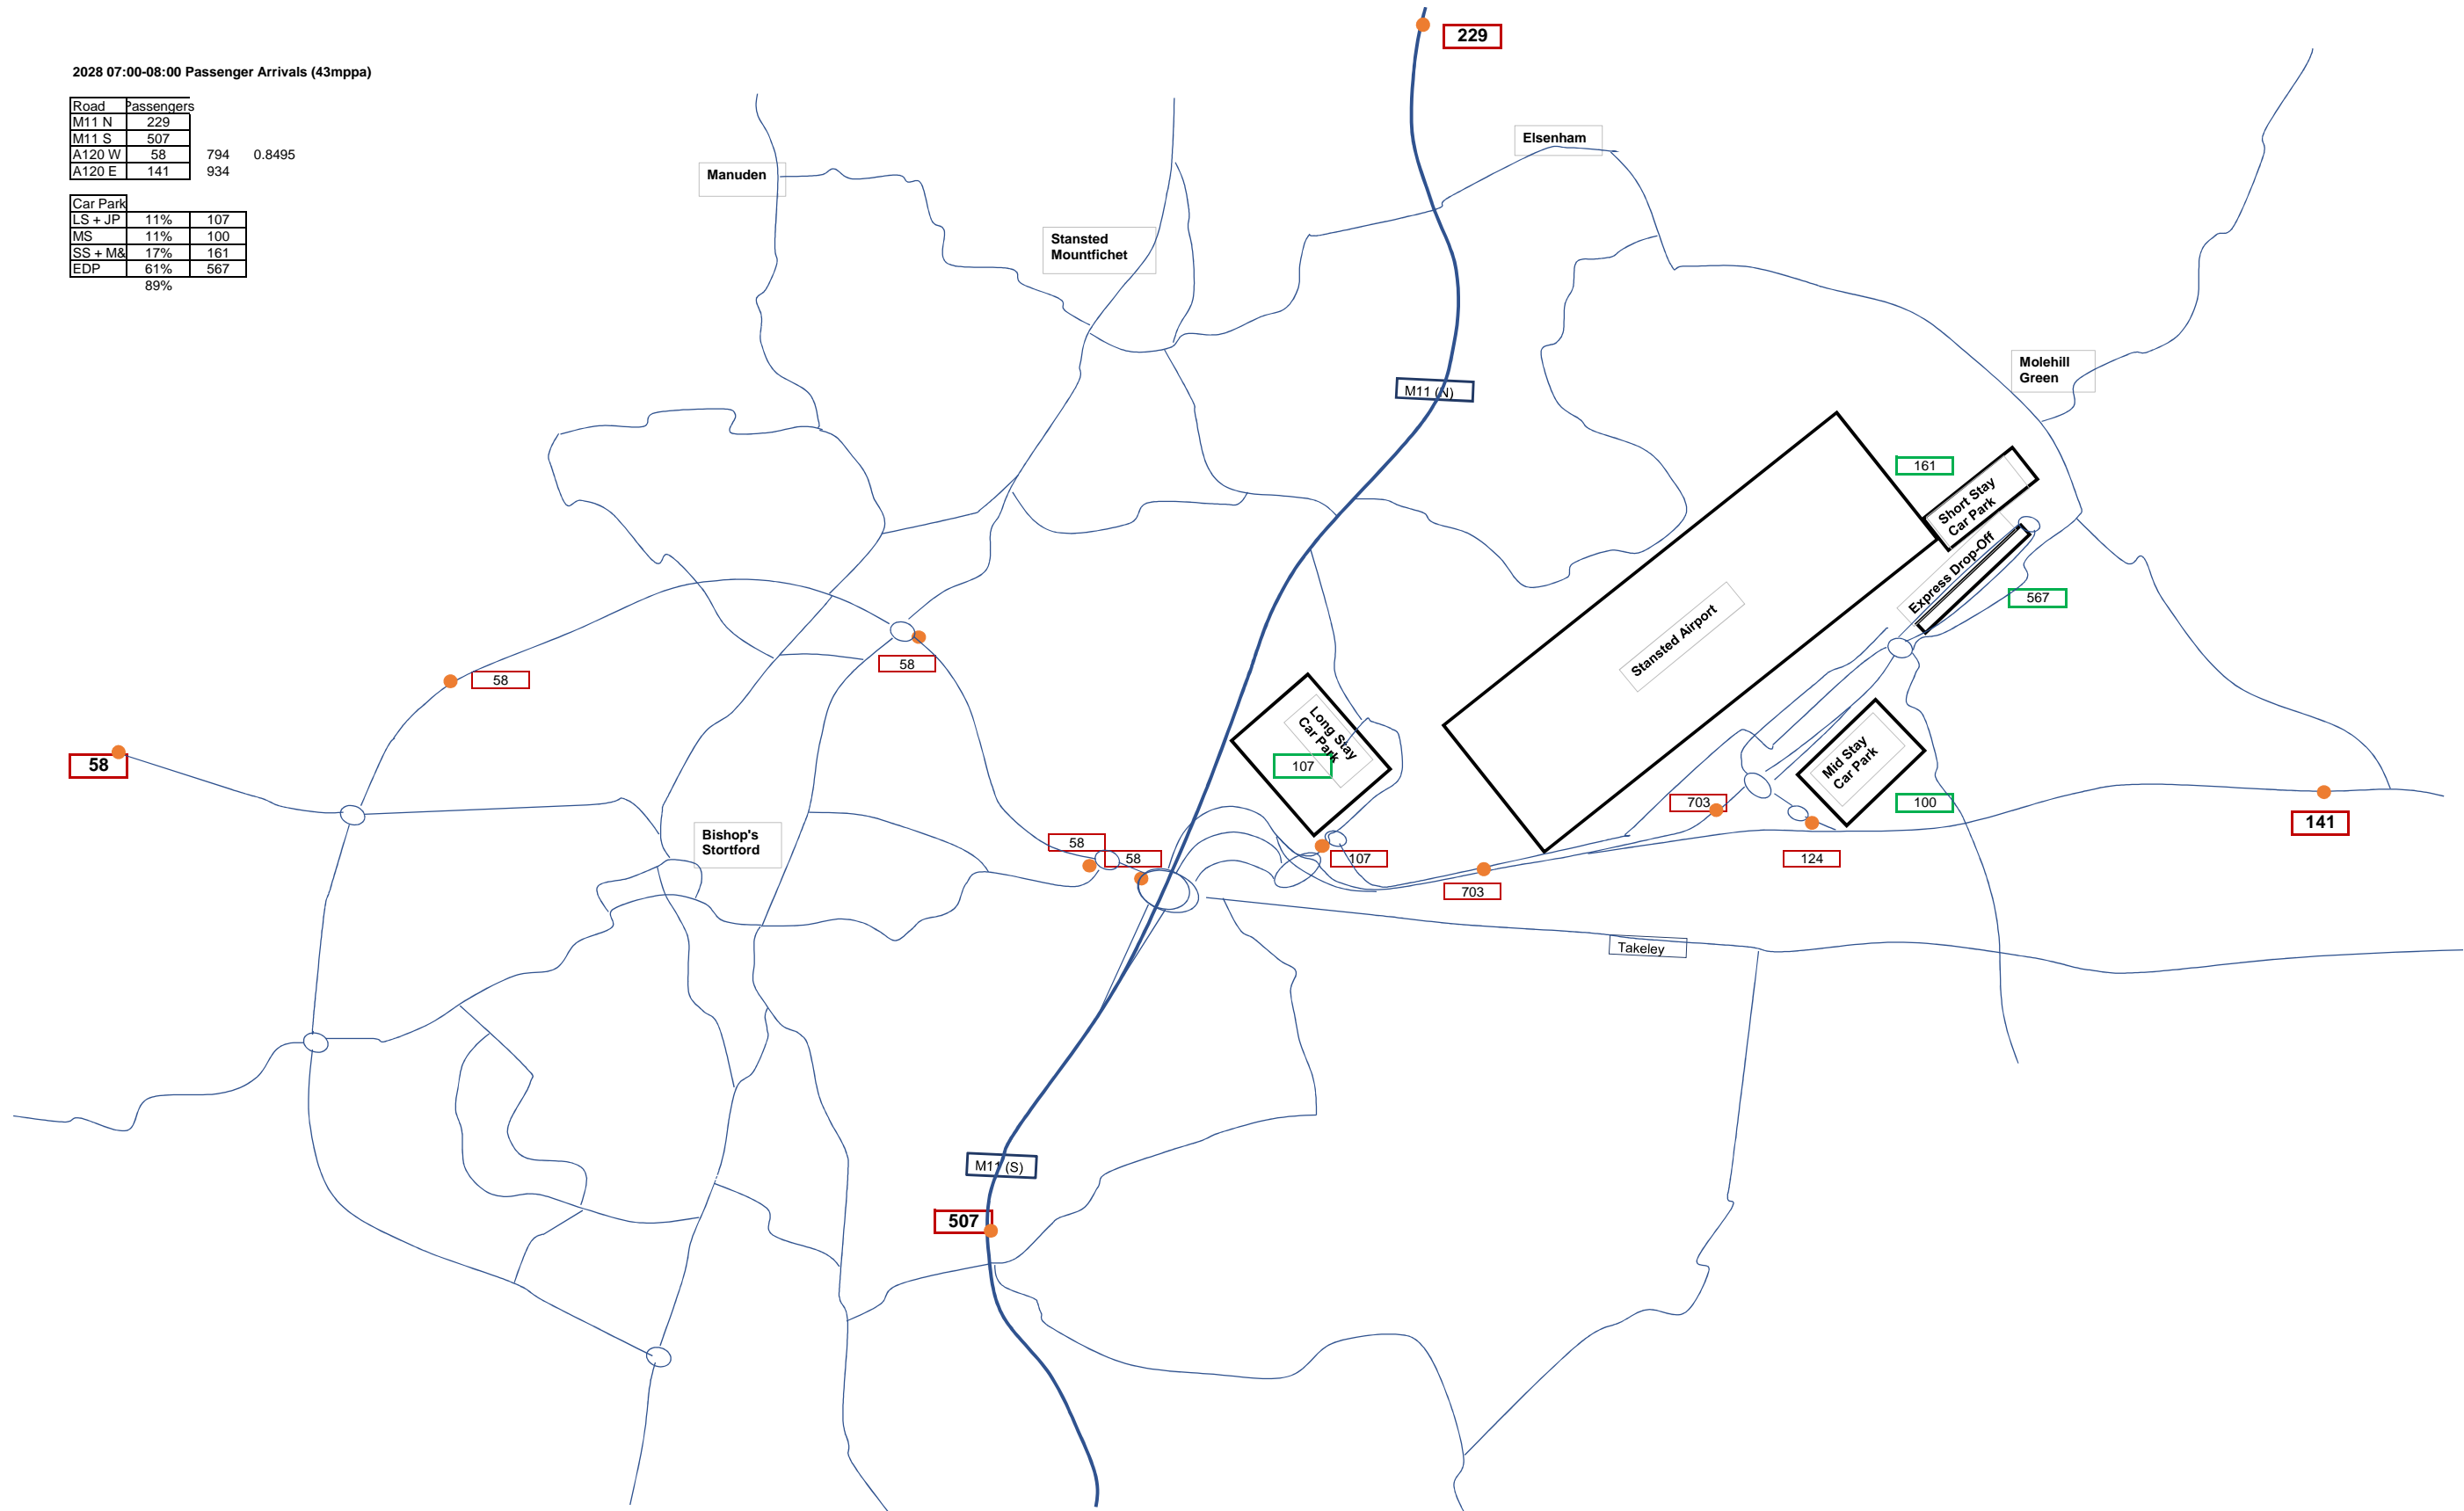 229
2028 07:00-08:00 Passenger Arrivals (43mppa)
Road Passengers
M11 N 229
M11 S 507
A120 W 58 794 0.8495
A120 E 141 934
Car Park
LS + JP 11% 107
MS 11% 100
SS + M& 17% 161
EDP 61% 567
89%
Elsenham
Manuden
Stansted
Mountfichet
Molehill
Green
M11 (N)
161
Short Stay
Car Park
Express Drop-Off
567
Stansted Airport
58
58
58
Long Stay
Car Park
107
Mid Stay
Car Park
100
703
141
Bishop's
Stortford
58
58
107
124
703
Takeley
M11 (S)
507